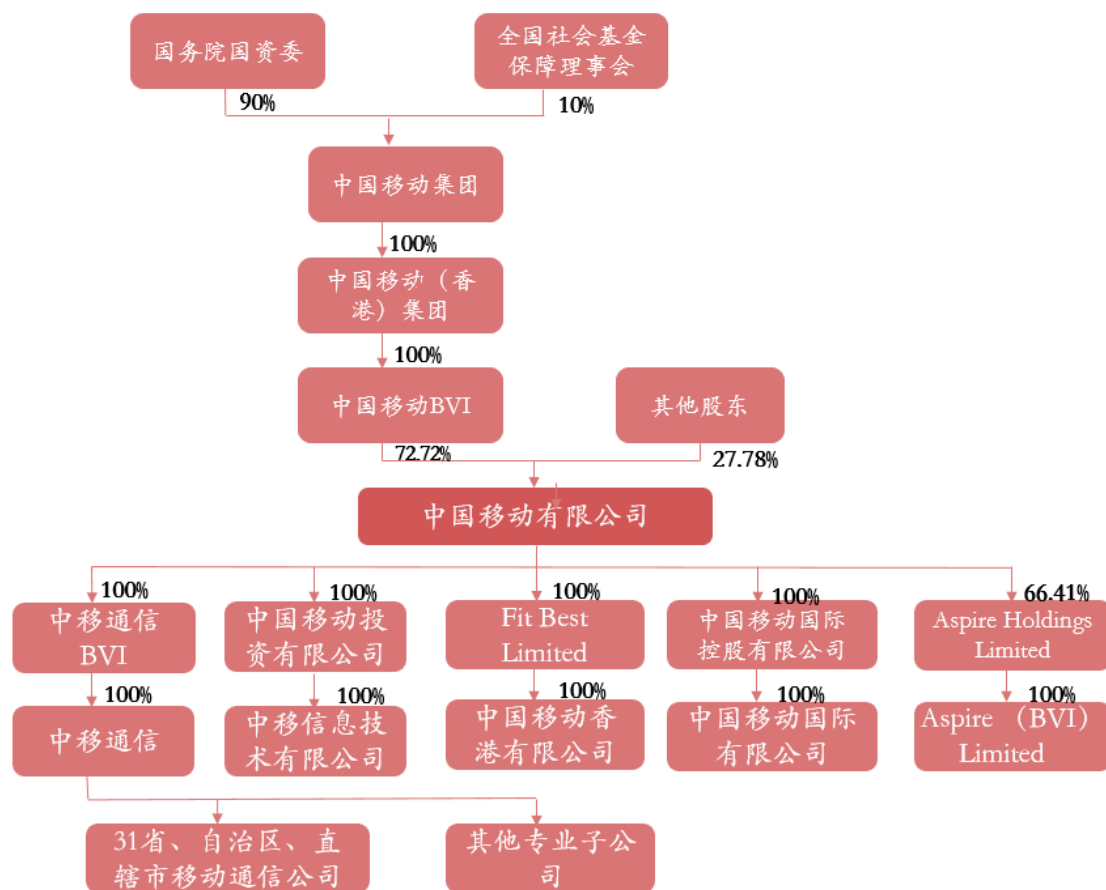 国务院国资委
全国社会基金
保障理事会
90%
10%
中国移动集团
100%
中国移动（香
港）集团
100%
中国移动BVI
其他股东
72.72%
27.78%
中国移动有限公司
100%
100%
100%
100%
66.41%
中移通信
BVI
中国移动投
资有限公司
Fit Best
Limited
中国移动国际
控股有限公司
Aspire Holdings
Limited
100%
100%
100%
100%
100%
中移通信
中移信息技
术有限公司
中国移动香
港有限公司
中国移动国际
有限公司
Aspire （BVI）
Limited
31省、自治区、直
辖市移动通信公司
其他专业子公
司